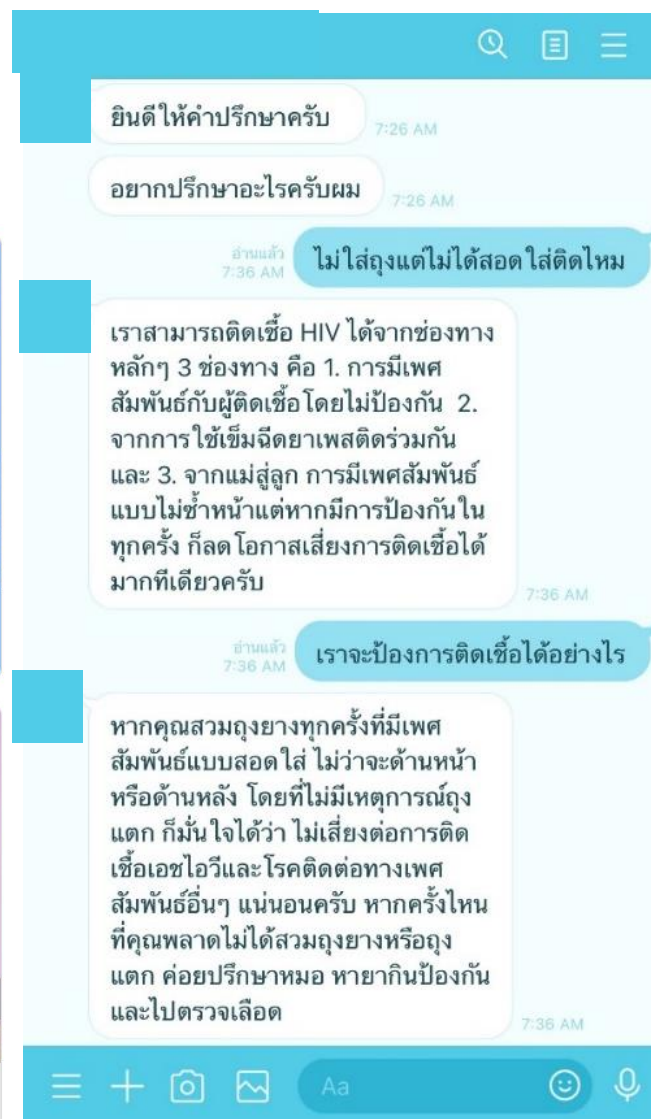 ยินดีให้คำปรึกษาครับ
7:26 AM
อยากปรึกษาอะไรครับผม
7:26 AM
อ่านแล้ว
7:36 AM
ไม่ใส่ถุงแต่ไม่ได้สอดใส่ติดไหม
เราสามารถติดเชื้อ HIV ได้จากช่องทาง
หลักๆ 3 ช่องทาง คือ 1. การมีเพศ
สัมพันธ์กับผู้ติดเชื้อโดยไม่ป้องกัน 2.
จากการใช้เข็มฉีดยาเพสติดร่วมกัน
และ 3. จากแม่สู่ลูก การมีเพศสัมพันธ์
แบบไม่ซ้ำหน้าแต่หากมีการป้องกันใน
ทุกครั้ง ก็ลดโอกาสเสี่ยงการติดเชื้อได้
มากทีเดียวครับ
7:36 AM
อ่านแล้ว
7:36 AM
เราจะป้องการติดเชื้อได้อย่างไร
หากคุณสวมถุงยางทุกครั้งที่มีเพศ
สัมพันธ์แบบสอดใส่ ไม่ว่าจะด้านหน้า
หรือด้านหลัง โดยที่ไม่มีเหตุการณ์ถุง
แตก ก็มั่นใจได้ว่า ไม่เสี่ยงต่อการติด
เชื้อเอชไอวีและโรคติดต่อทางเพศ
สัมพันธ์อื่นๆ แน่นอนครับ หากครั้งไหน
ที่คุณพลาดไม่ได้สวมถุงยางหรือถุง
แตก ค่อยปรึกษาหมอ หายากินป้องกัน
และไปตรวจเลือด
7:36 AM
Aa